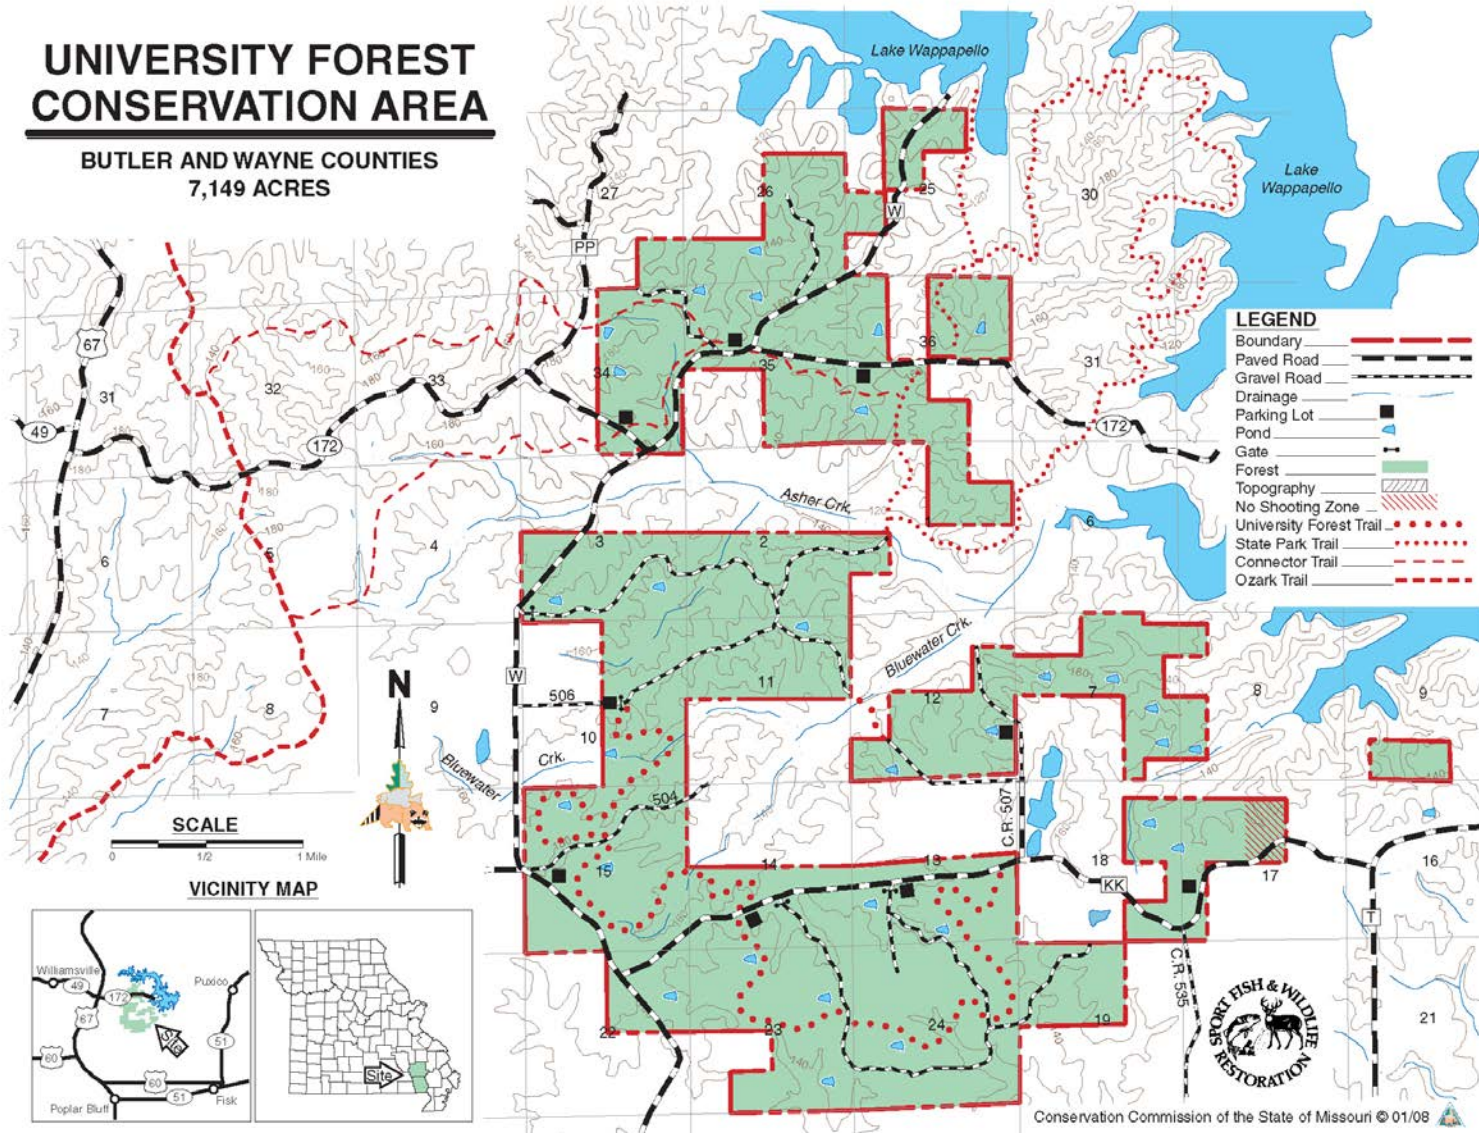 UNIVERSITY FOREST
CONSERVATION AREA
BUTLER AND WAYNE COUNTIES
7,149 ACRES
Lake Wappapello
Lake
Wappapello
LEGEND
Boundary
Paved Road
Gravel Road
Drainage
Parking Lot
Pond
Gate
Forest
Topography
No Shooting Zone
University Forest Trail
State Park Trail
Connector Trail
Ozark Trail
27
26
25
30
PP
W
67
31
32
33
34
35
36
31
49
172
172
Asher Crk.
6
5
4
3
2
6
Bluewater Crk.
W
506
11
12
7
8
9
7
8
9
10
Bluewater
Crk.
N
504
C.R. 507
SCALE
0
1/2
1 Mile
14
13
18
KK
17
16
15
T
VICINITY MAP
Williamsville
49
172
Puxico
67
Site
51
60
60
51
Poplar Bluff
Fisk
Site
22
23
24
19
C.R. 535
21
SPORT FISH & WILDLIFE
RESTORATION
Conservation Commission of the State of Missouri © 01/08